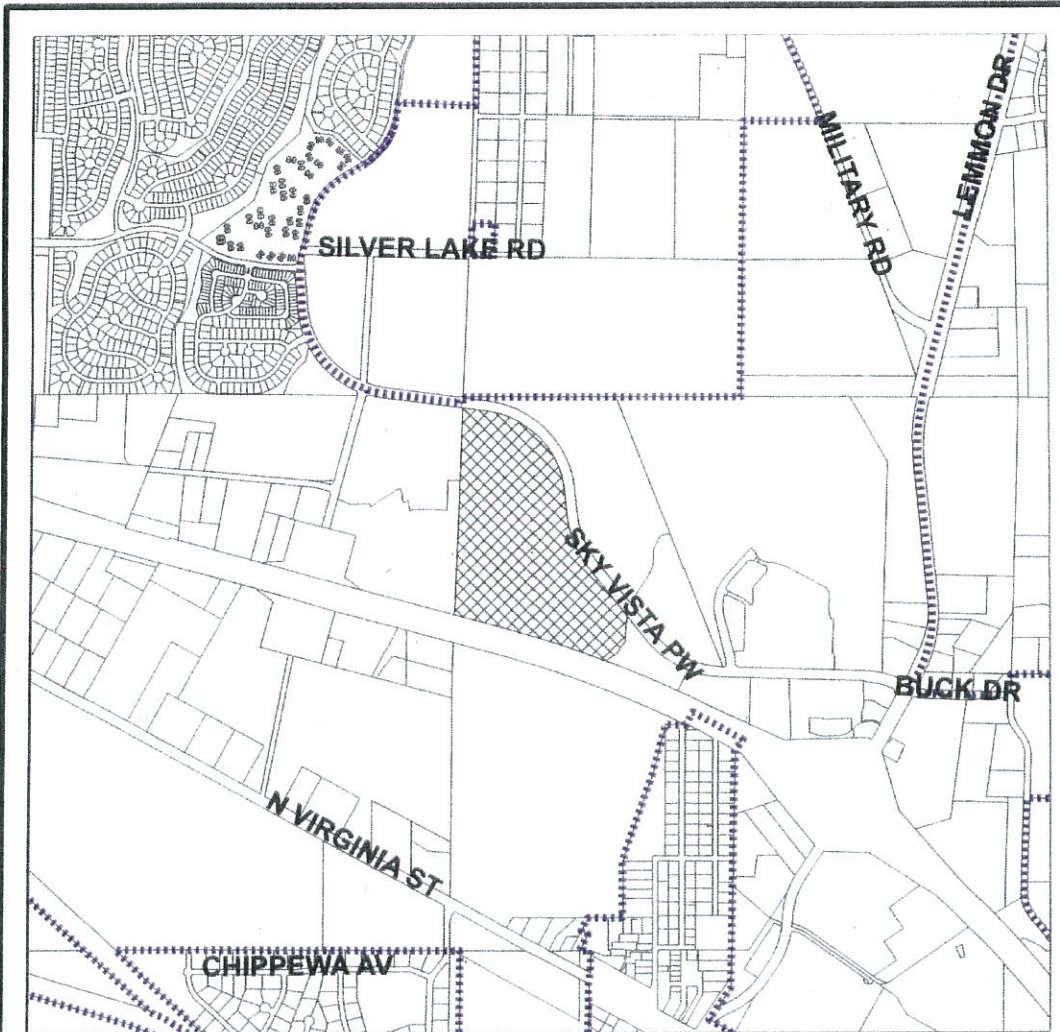 MILITARY RD
LEMMON DR
SILVER LAKE RD
SKY VISTA PW
BUCK DR
N VIRGINIA ST
CHIPPEWA AV